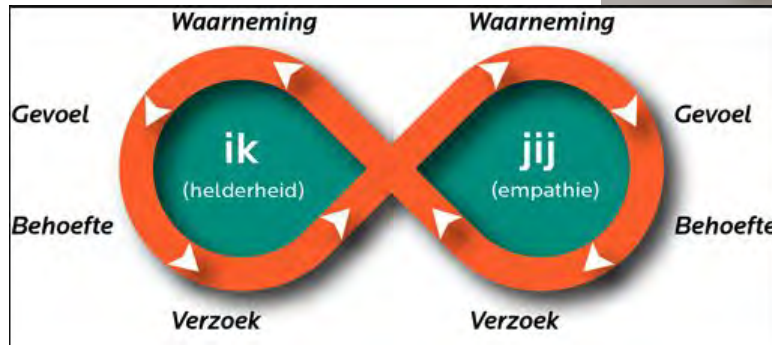 Waarneming
Waarneming
Gevoel
Gevoel
ik
(helderheid)
jij
(empathie)
Behoefte
Behoefte
Verzoek
Verzoek